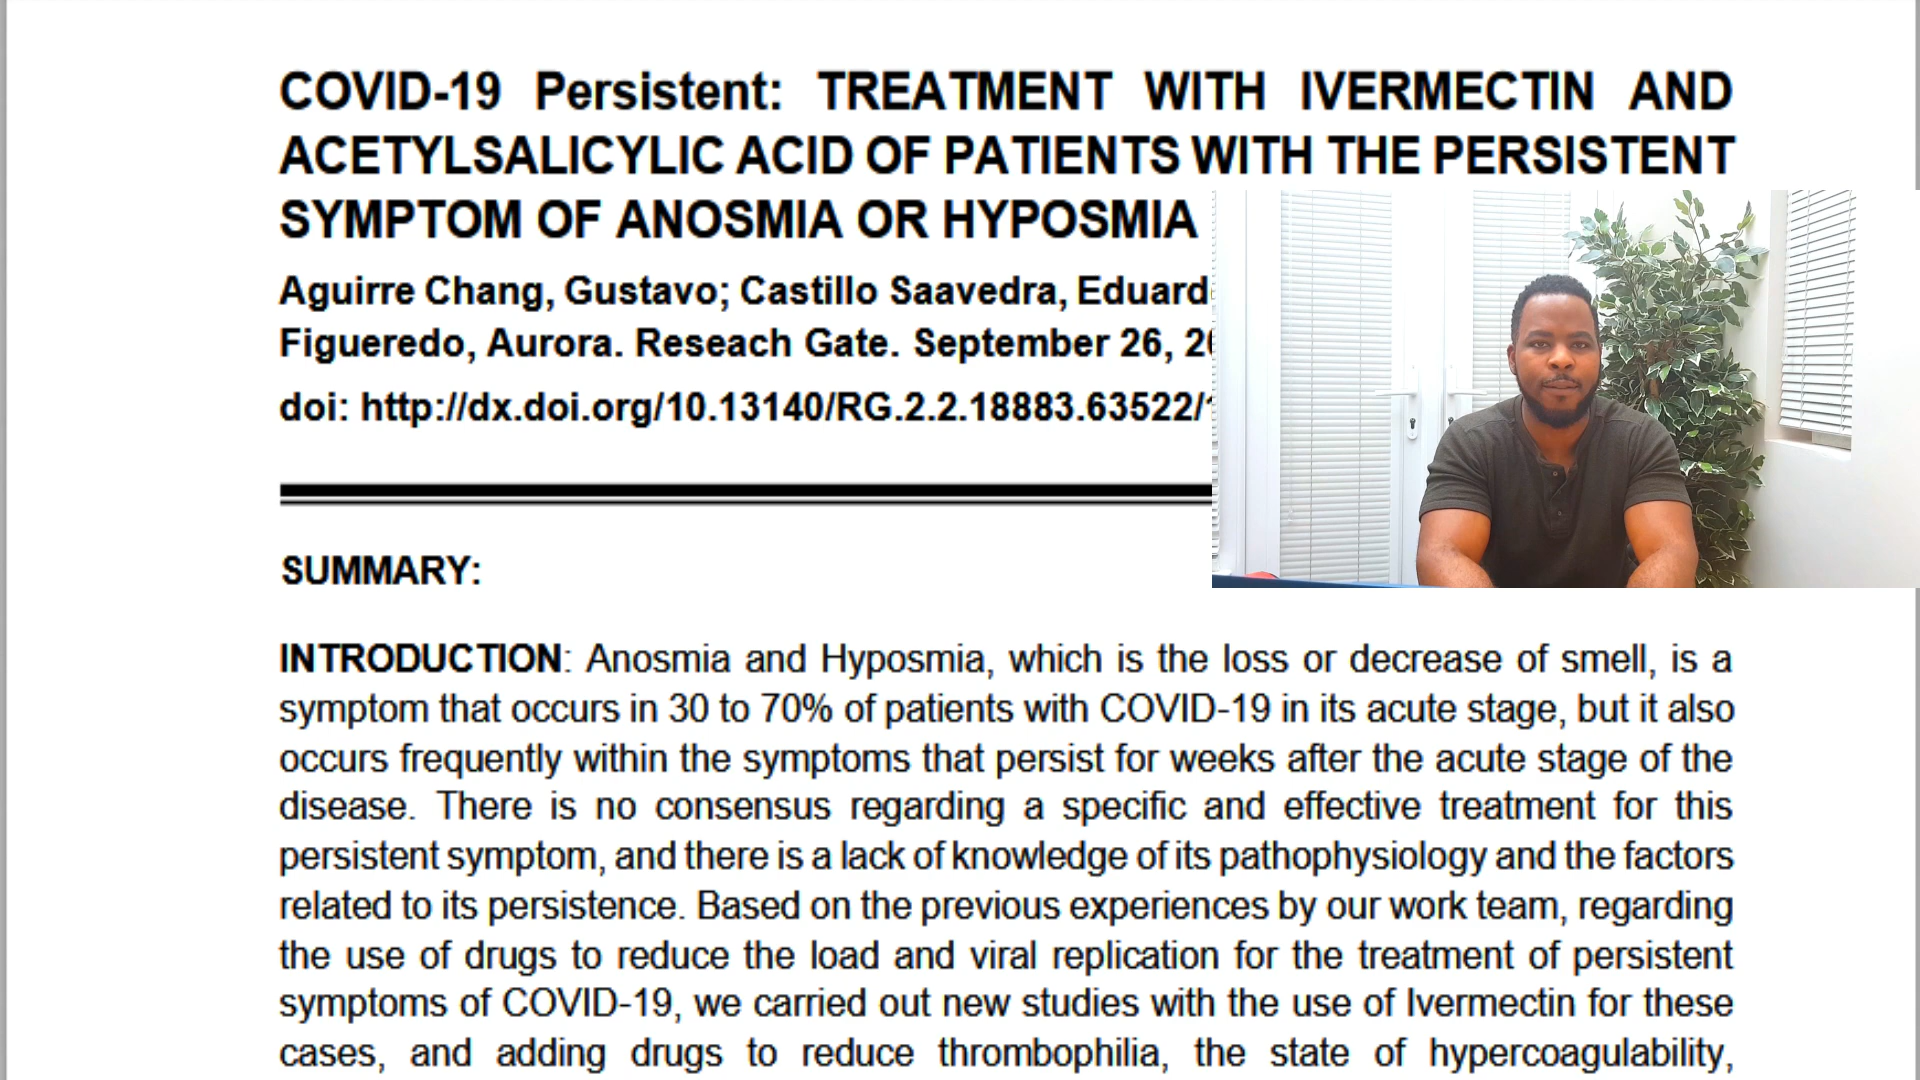 COVID-19 Persistent: TREATMENT WITH IVERMECTIN AND
ACETYLSALICYLIC ACID OF PATIENTS WITH THE PERSISTENT
SYMPTOM OF ANOSMIA OR HYPOSMIA
Aguirre Chang, Gustavo; Castillo Saavedra, Eduard
Figueredo, Aurora. Reseach Gate. September 26,
doi: http://dx.doi.org/10.13140/RG.2.2.18883.63522/
SUMMARY:
INTRODUCTION: Anosmia and Hyposmia, which is the loss or decrease of smell, is a
symptom that occurs in 30 to 70% of patients with COVID-19 in its acute stage, but it also
occurs frequently within the symptoms that persist for weeks after the acute stage of the
disease. There is no consensus regarding a specific and effective treatment for this
persistent symptom, and there is a lack of knowledge of its pathophysiology and the factors
related to its persistence. Based on the previous experiences by our work team, regarding
the use of drugs to reduce the load and viral replication for the treatment of persistent
symptoms of COVID-19, we carried out new studies with the use of Ivermectin for these
cases, and adding drugs to reduce thrombophilia, the state of hypercoagulability,